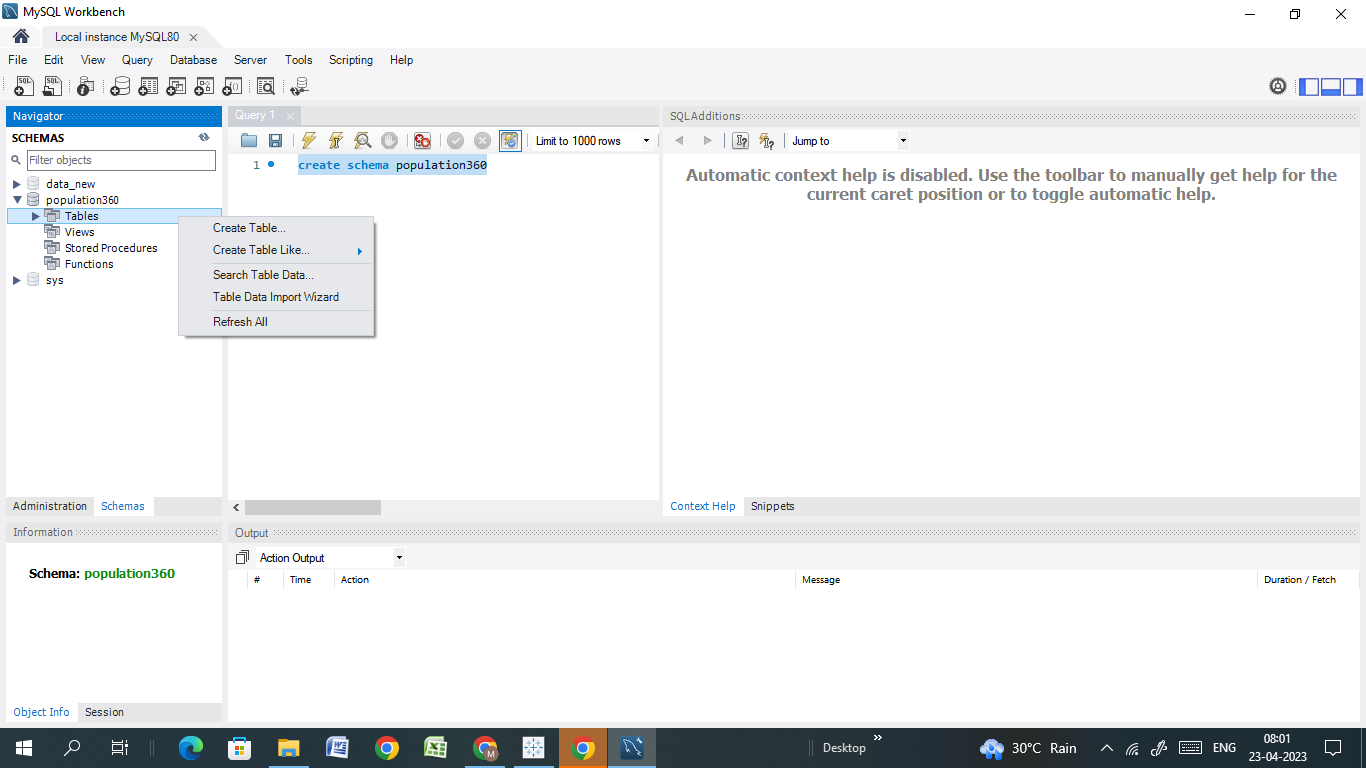 MySQL Workbench
Local instance MySQL80
File Edit View Query Database Server Tools Scripting Help
Navigator
SCHEMAS
Filter objects
data_new
population360
Tables
Views
Stored Procedures
Functions
sys
Create Table...
Create Table Like...
Search Table Data...
Table Data Import Wizard
Refresh All
Administration Schemas
Query 1
Limit to 1000 rows
1 create schema population360
SQLAdditions
Jump to
Automatic context help is disabled. Use the toolbar to manually get help for the
current caret position or to toggle automatic help.
Context Help Snippets
Information
Schema: population360
Object Info Session
Output
Action Output
# Time Action Message Duration / Fetch
Desktop
30°C Rain
ENG
08:01
23-04-2023